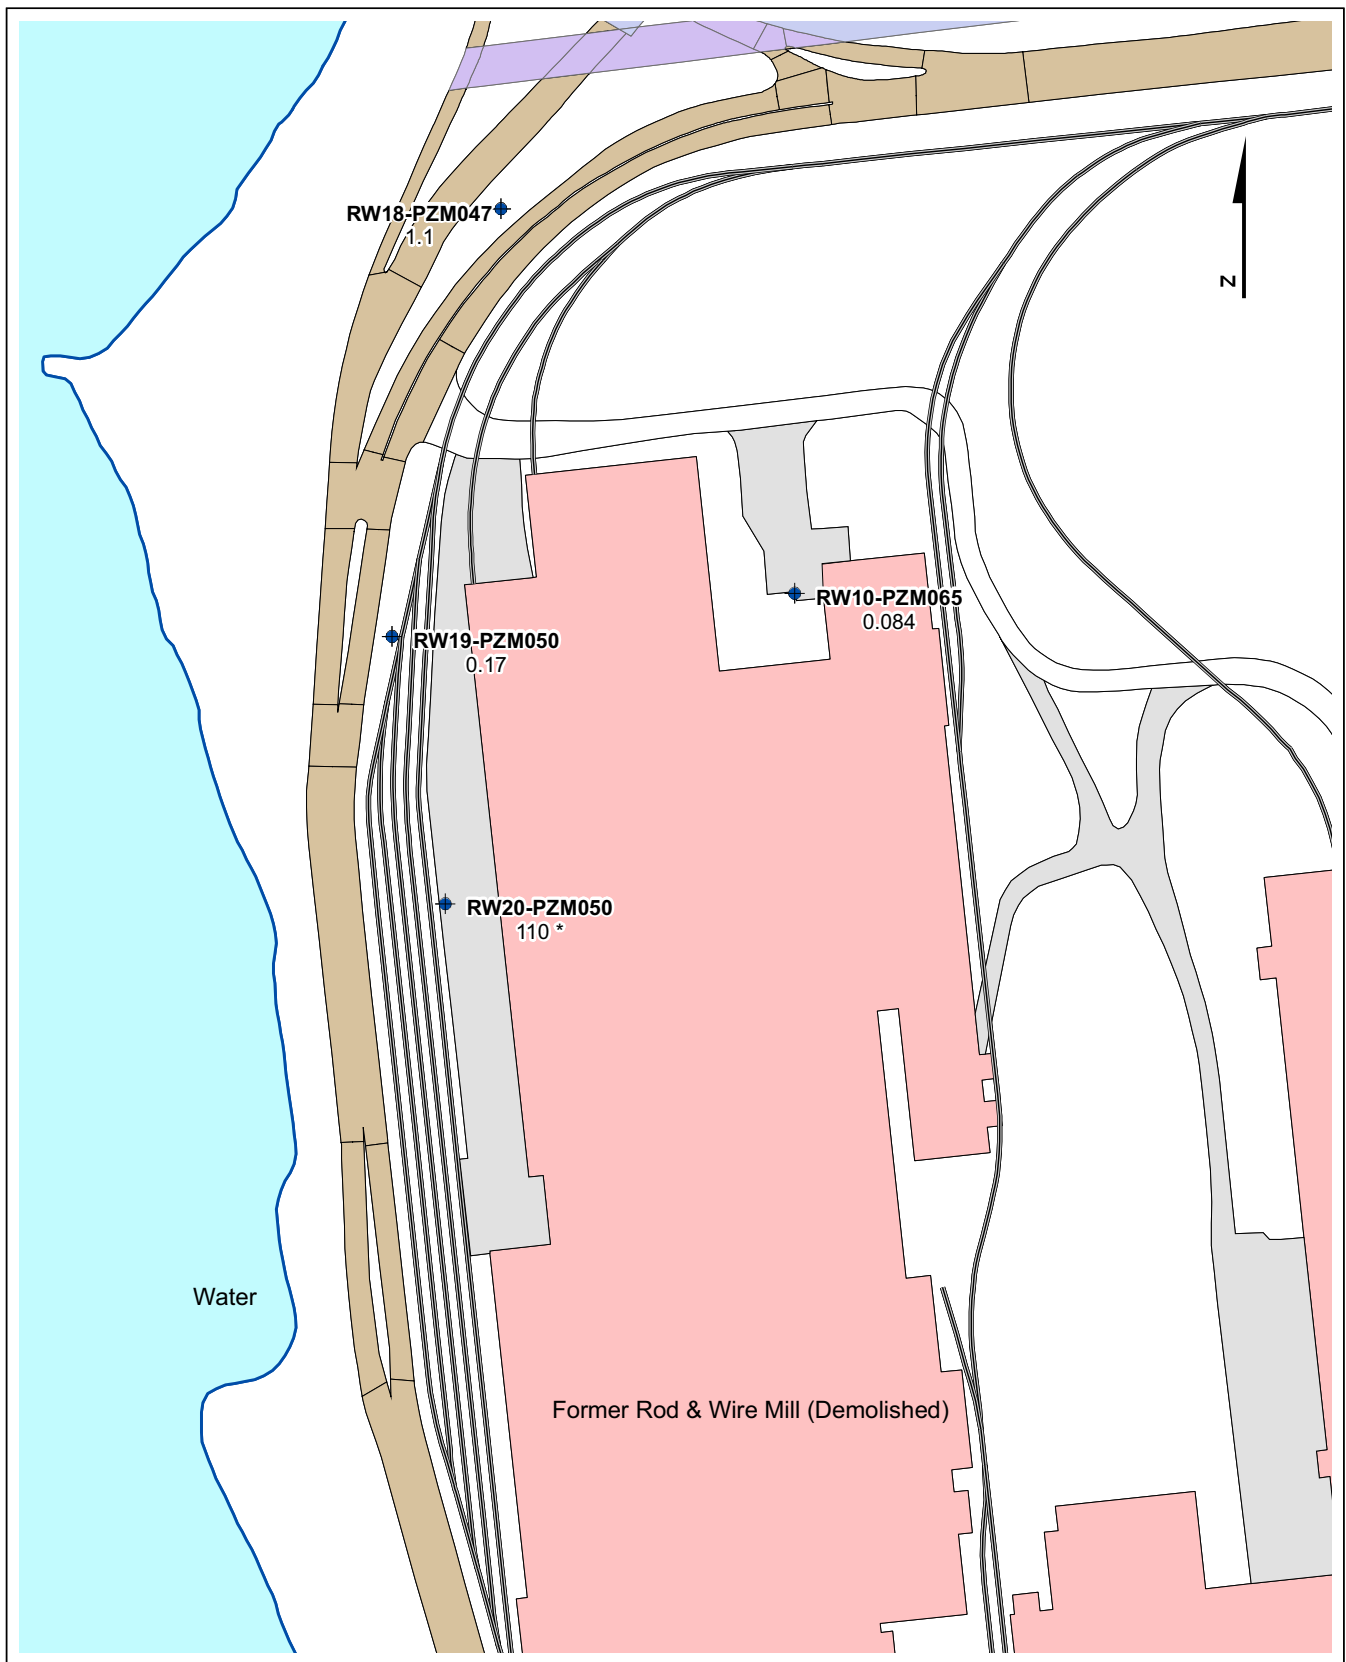 RW18-PZM047
1.1
Z
RW10-PZM065
0.084
RW19-PZM050
0.17
RW20-PZM050
110 *
Water
Former Rod & Wire Mill (Demolished)